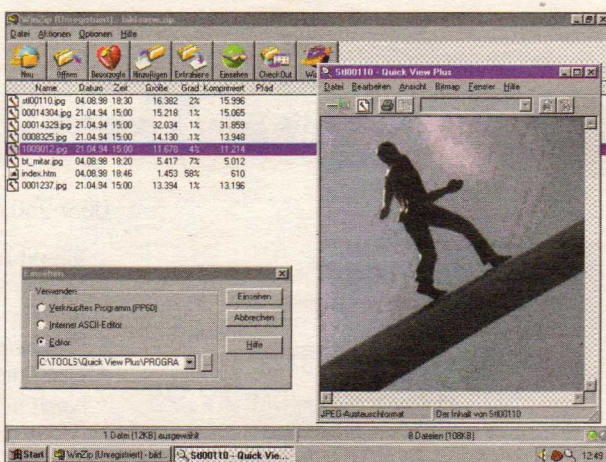 WinZip (Unregistriert) - bild
Datei Aktionen Optionen Hilfe
Neu Öffnen Bevorzugte Hinzufügen Extrahiere Einsehen CheckOut
Name Datum Zeit Größe Grad Komprimiert Pfad
stl00110.jpg 04.08.98 18:30 16.382 2% 15.996
00014304.jpg 21.04.94 15:00 15.218 1% 15.065
00014329.jpg 21.04.94 15:00 32.034 1% 31.859
0008325.jpg 21.04.94 15:00 14.130 1% 13.948
1009012.jpg 21.04.94 15:00 11.678 4% 11.214
bt_mitar.jpg 04.08.98 18:20 5.417 7% 5.012
index.htm 04.08.98 18:46 1.453 58% 610
0001237.jpg 21.04.94 15:00 13.394 1% 13.196
Stl00110 - Quick View Plus
Datei Bearbeiten Ansicht Bitmap Fenster Hilfe
JPEG-Austauschformat Der Inhalt von Stl00110
Einsehen
Verwenden
Verknüpftes Programm (PP60)
Interner ASCII-Editor
Editor
C:\TOOLS\Quick View Plus\PROGRA
Einsehen
Abbrechen
Hilfe
1 Datei (12KB) ausgewählt
8 Dateien (108KB)
Start WinZip (Unregistriert) - bild... Stl00110 - Quick Vie... 12:49